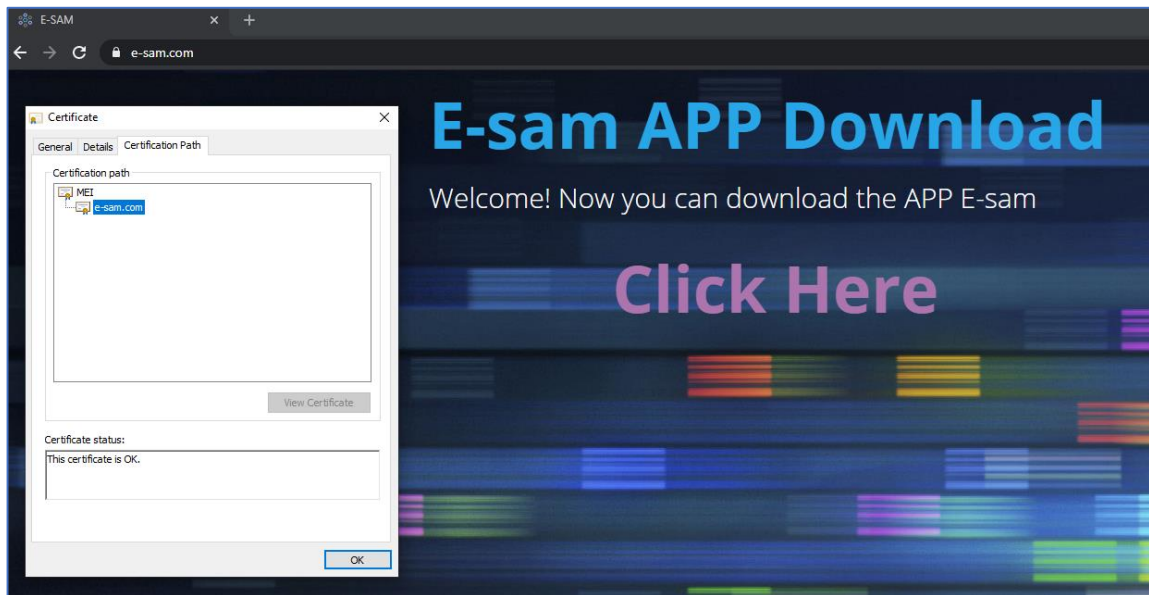 E-SAM
e-sam.com
Certificate
General Details Certification Path
Certification path
MEI
e-sam.com
View Certificate
Certificate status:
This certificate is OK.
OK
E-sam APP Download
Welcome! Now you can download the APP E-sam
Click Here